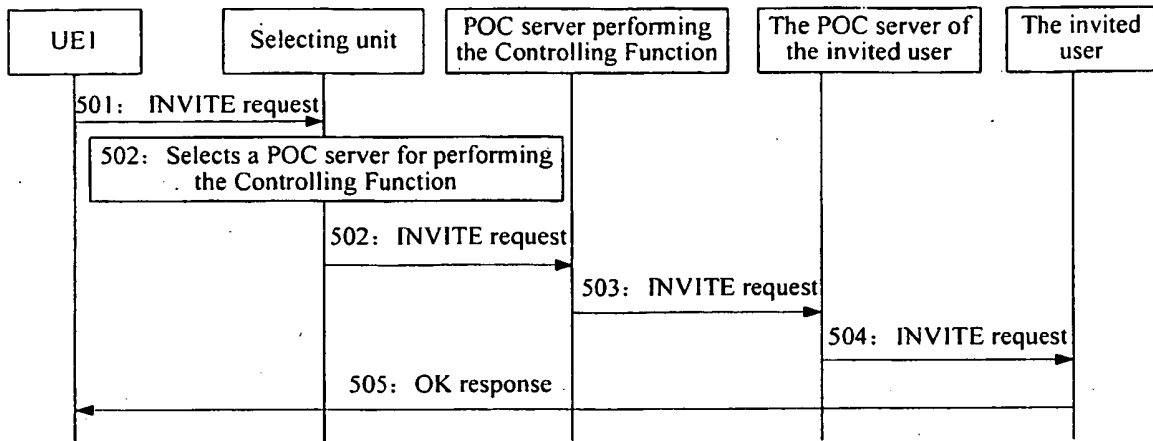 UE1
Selecting unit
POC server performing
the Controlling Function
The POC server of
the invited user
The invited
user
501: INVITE request
502: Selects a POC server for performing
the Controlling Function
502: INVITE request
503: INVITE request
504: INVITE request
505: OK response